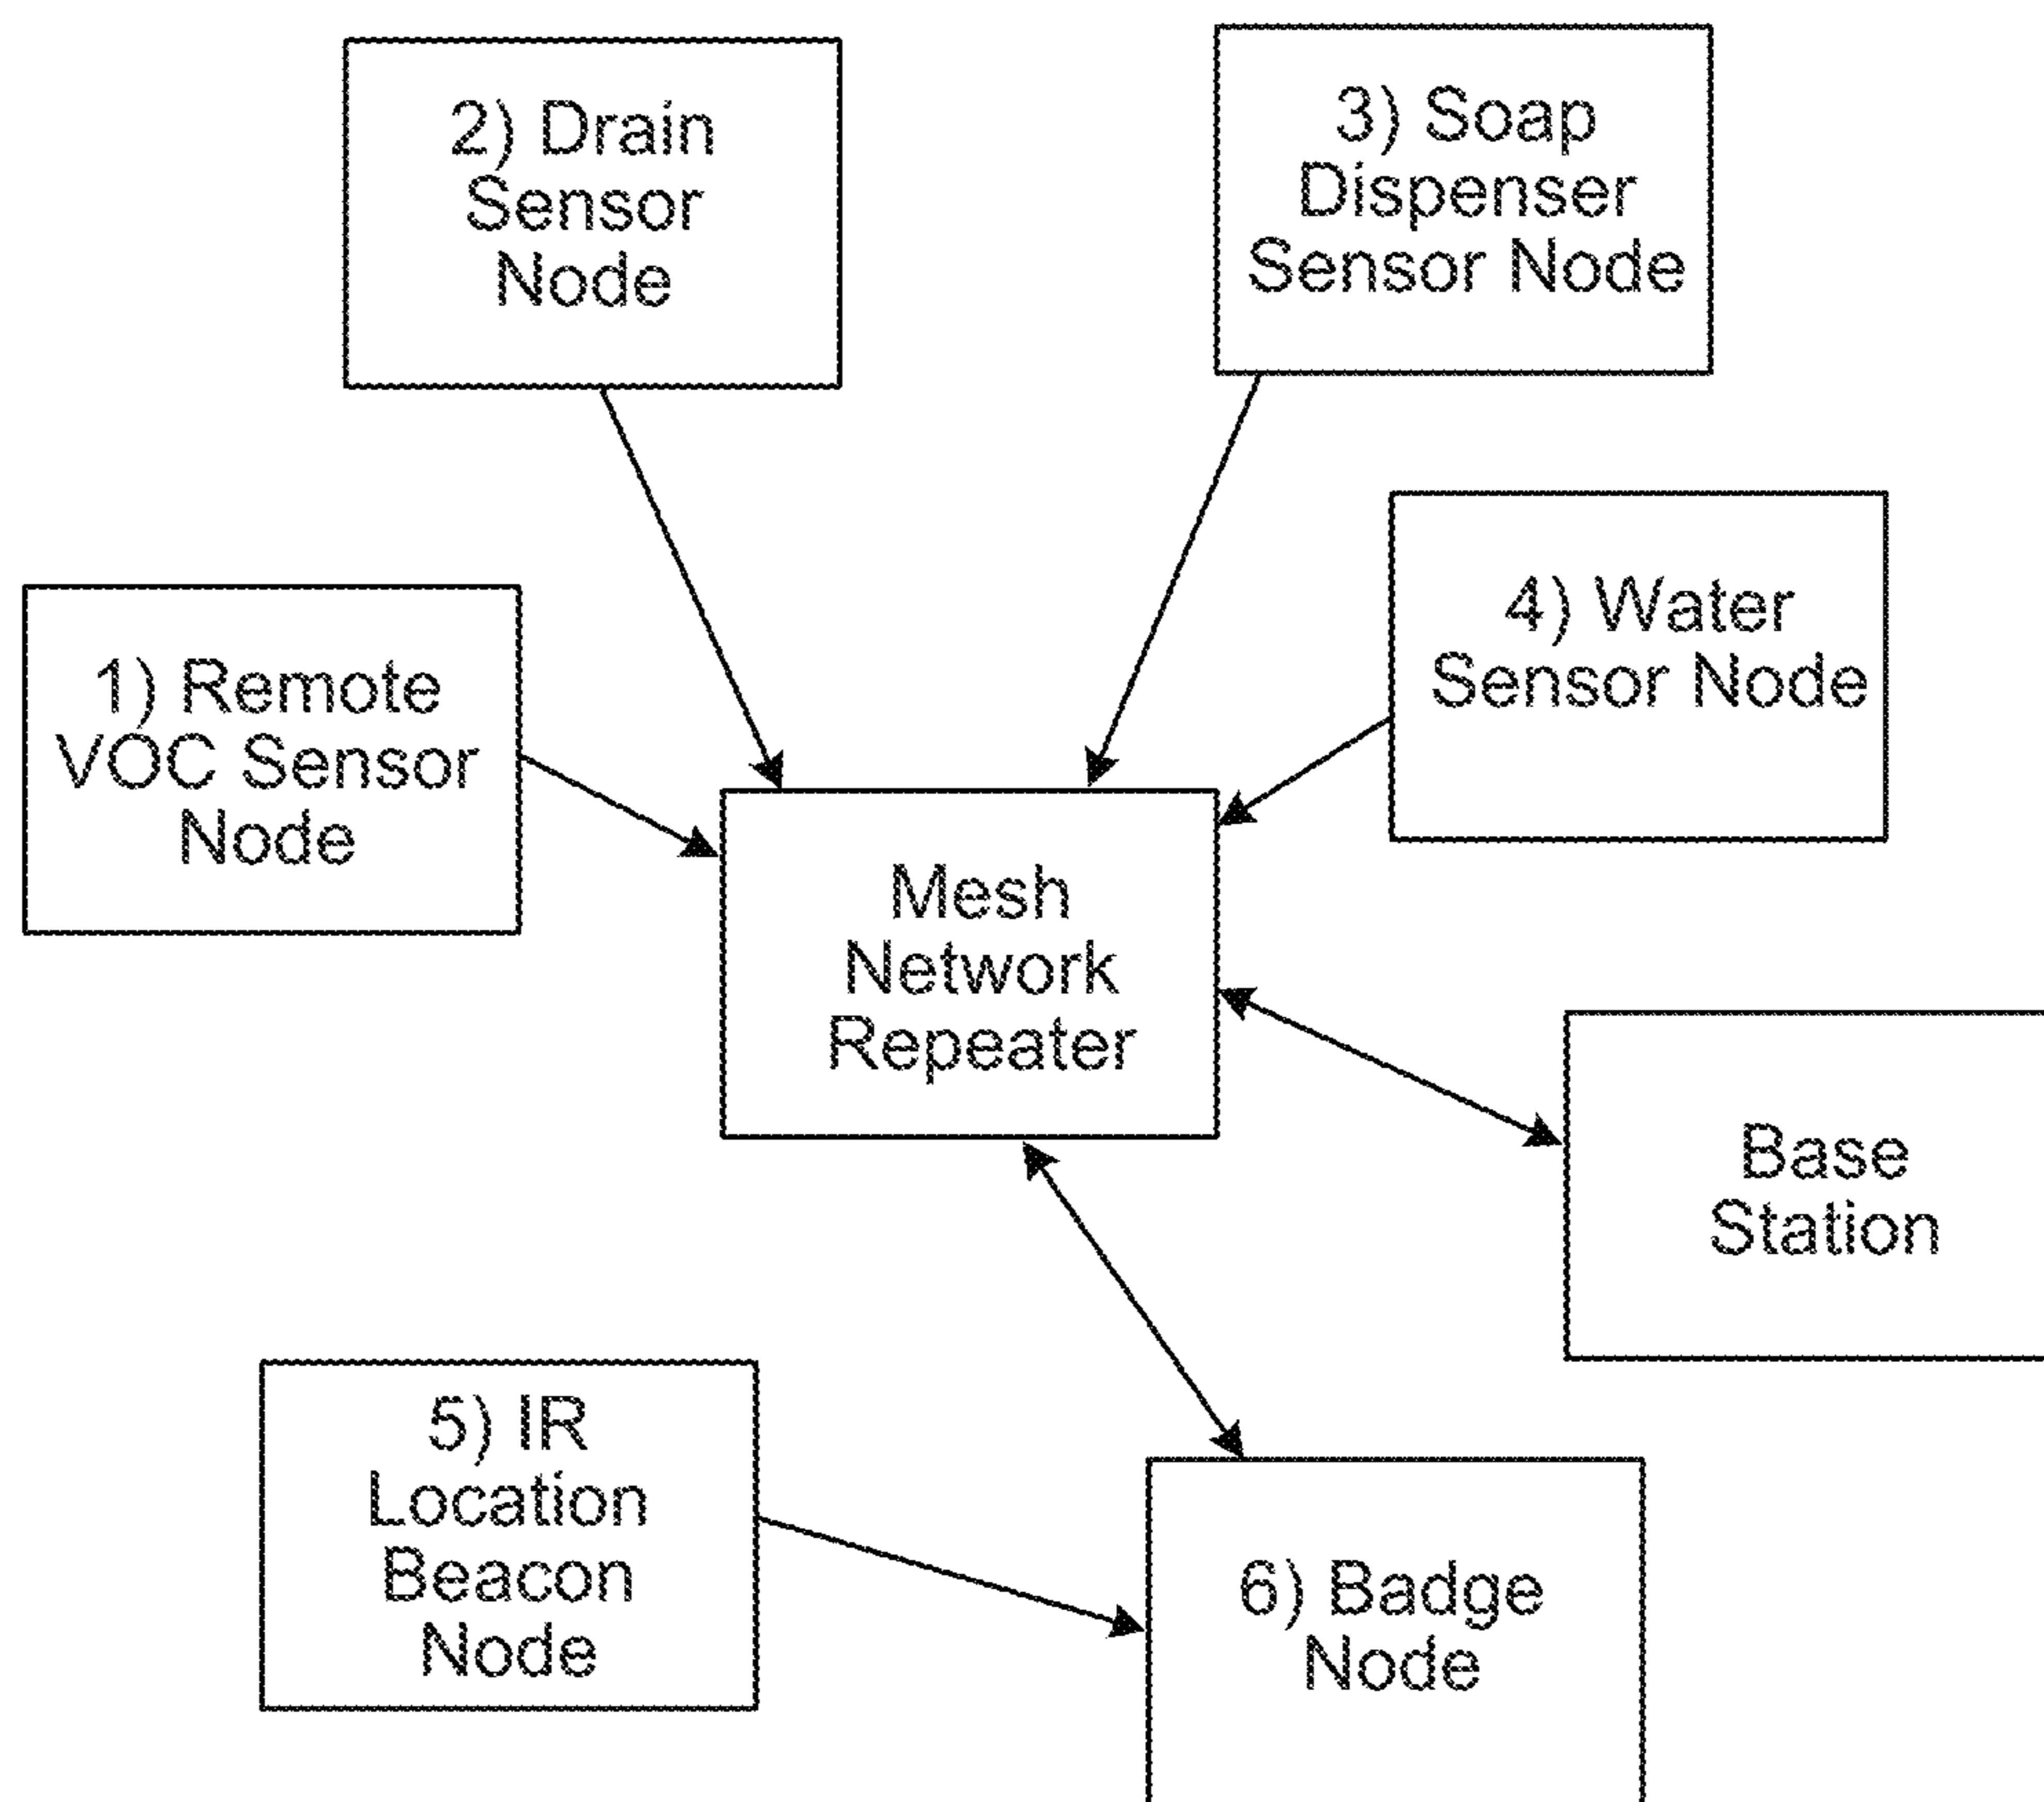 2) Drain
Sensor
Node
3) Soap
Dispenser
Sensor Node
1) Remote
VOC Sensor
Node
4) Water
Sensor Node
Mesh
Network
Repeater
Base
Station
5) IR
Location
Beacon
Node
6) Badge
Node